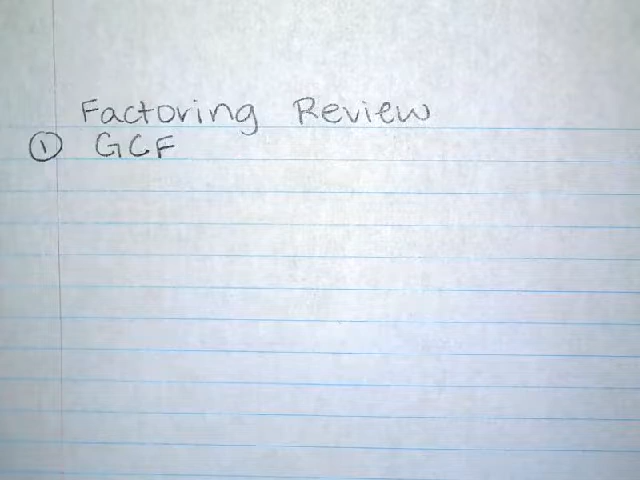 Factoring Review
① GCF